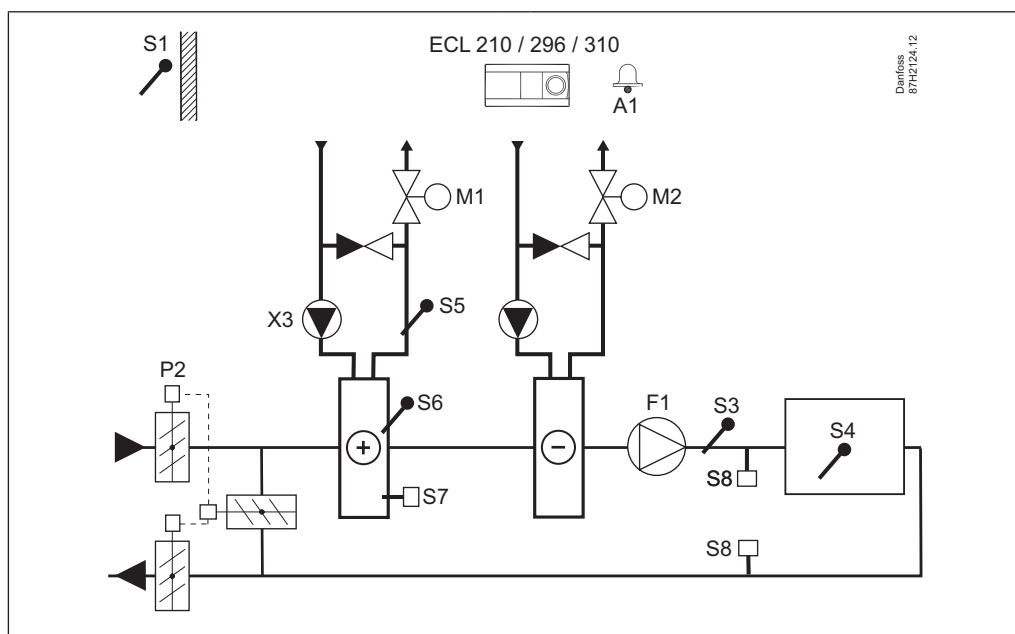 S1
ECL 210 / 296 / 310
A1
Danfoss
87H2124.12
M1
M2
X3
S5
P2
S6
F1
S3
S4
+
−
S7
S8
S8